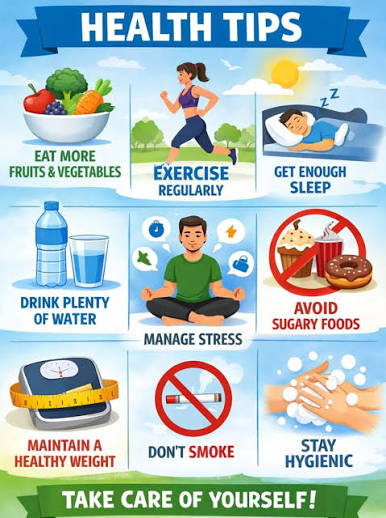 HEALTH TIPS
EAT MORE
FRUITS & VEGETABLES
EXERCISE
REGULARLY
GET ENOUGH
SLEEP
DRINK PLENTY
OF WATER
MANAGE STRESS
AVOID
SUGARY FOODS
MAINTAIN A
HEALTHY WEIGHT
DON'T SMOKE
STAY
HYGIENIC
TAKE CARE OF YOURSELF!